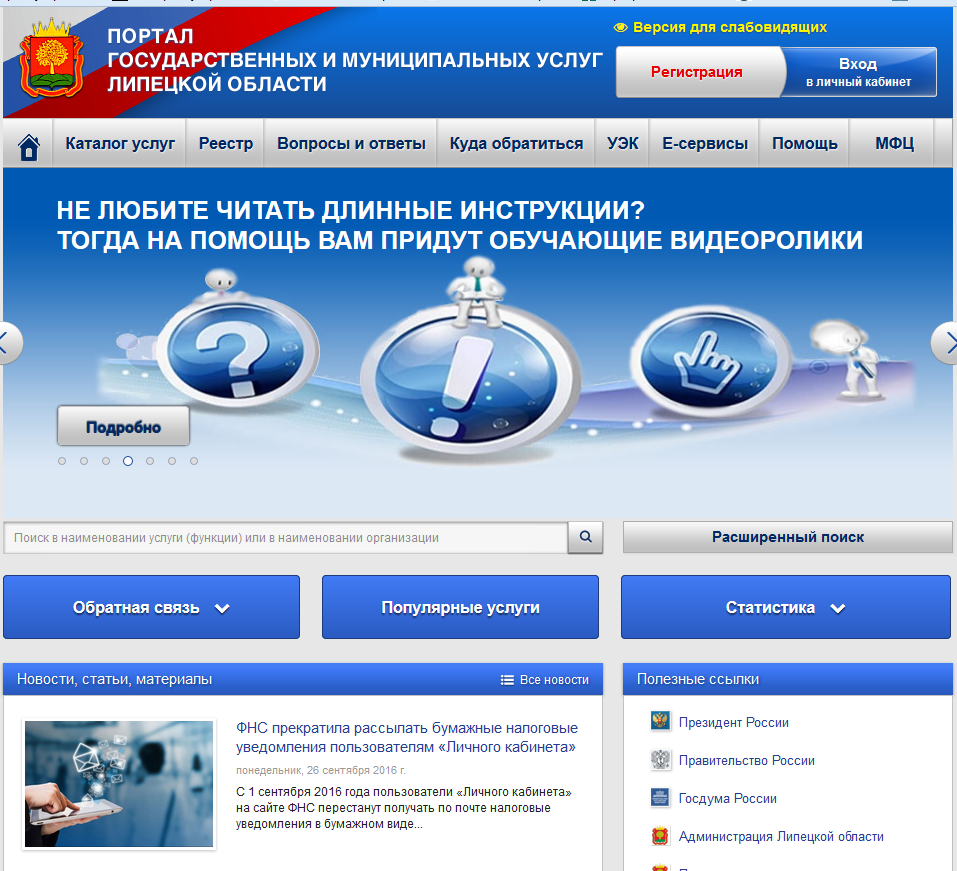 ПОРТАЛ
ГОСУДАРСТВЕННЫХ И МУНИЦИПАЛЬНЫХ УСЛУГ
ЛИПЕЦКОЙ ОБЛАСТИ
Версия для слабовидящих
Регистрация
Вход
в личный кабинет
Каталог услуг
Реестр
Вопросы и ответы
Куда обратиться
УЭК
Е-сервисы
Помощь
МФЦ
НЕ ЛЮБИТЕ ЧИТАТЬ ДЛИННЫЕ ИНСТРУКЦИИ?
ТОГДА НА ПОМОЩЬ ВАМ ПРИДУТ ОБУЧАЮЩИЕ ВИДЕОРОЛИКИ
?
!
Подробно
Поиск в наименовании услуги (функции) или в наименовании организации
Расширенный поиск
Обратная связь
Популярные услуги
Статистика
Новости, статьи, материалы
Все новости
ФНС прекратила рассылать бумажные налоговые
уведомления пользователям «Личного кабинета»
понедельник, 26 сентября 2016 г.
С 1 сентября 2016 года пользователи «Личного кабинета»
на сайте ФНС перестанут получать по почте налоговые
уведомления в бумажном виде...
Полезные ссылки
Президент России
Правительство России
Госдума России
Администрация Липецкой области